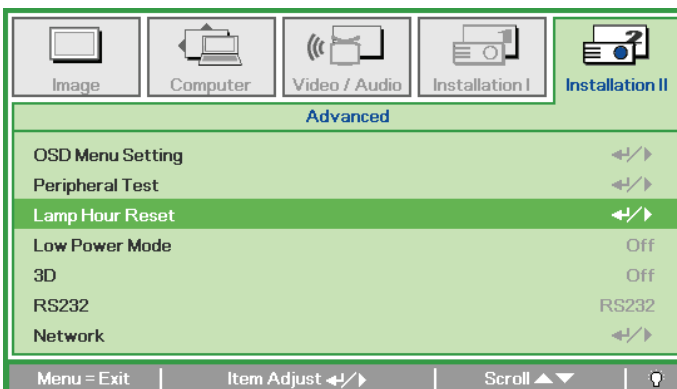 Image Computer Video / Audio Installation I Installation II
Advanced
OSD Menu Setting
Peripheral Test
Lamp Hour Reset
Low Power Mode Off
3D Off
RS232 RS232
Network
Menu = Exit Item Adjust Scroll